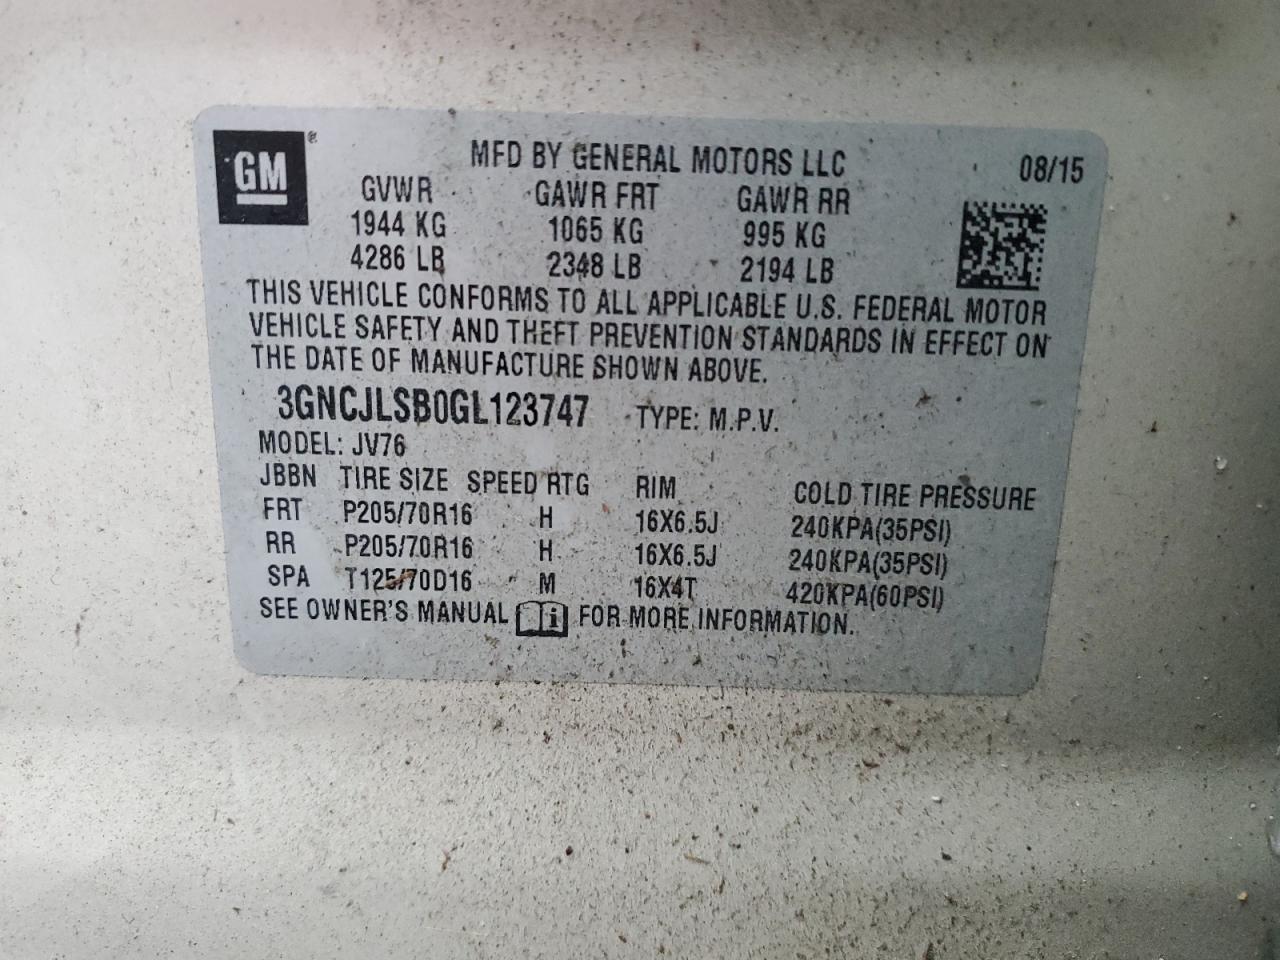 GM®
MFD BY GENERAL MOTORS LLC 08/15
GVWR GAWR FRT GAWR RR
1944 KG 1065 KG 995 KG
4286 LB 2348 LB 2194 LB
THIS VEHICLE CONFORMS TO ALL APPLICABLE U.S. FEDERAL MOTOR
VEHICLE SAFETY AND THEFT PREVENTION STANDARDS IN EFFECT ON
THE DATE OF MANUFACTURE SHOWN ABOVE.
3GNCJLSB0GL123747 TYPE: M.P.V.
MODEL: JV76
JBBN TIRE SIZE SPEED RTG RIM COLD TIRE PRESSURE
FRT P205/70R16 H 16X6.5J 240KPA(35PSI)
RR P205/70R16 H 16X6.5J 240KPA(35PSI)
SPA T125/70D16 M 16X4T 420KPA(60PSI)
SEE OWNER'S MANUAL i FOR MORE INFORMATION.